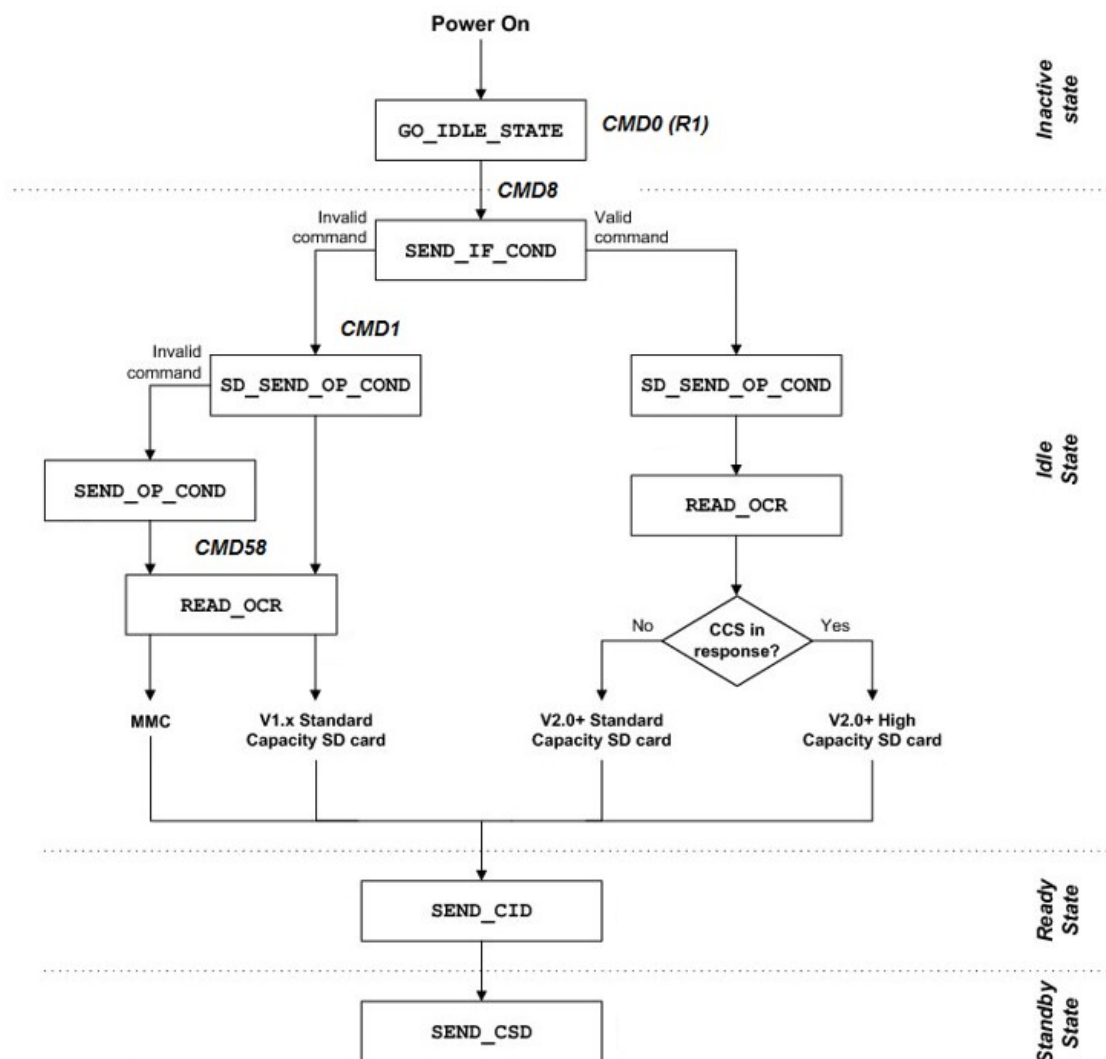 Power On
Inactive
state
GO_IDLE_STATE
CMD0 (R1)
CMD8
Invalid
command
Valid
command
SEND_IF_COND
CMD1
Invalid
command
SD_SEND_OP_COND
SD_SEND_OP_COND
Idle
State
SEND_OP_COND
READ_OCR
CMD58
READ_OCR
No
CCS in
response?
Yes
MMC
V1.x Standard
Capacity SD card
V2.0+ Standard
Capacity SD card
V2.0+ High
Capacity SD card
SEND_CID
Ready
State
SEND_CSD
Standby
State